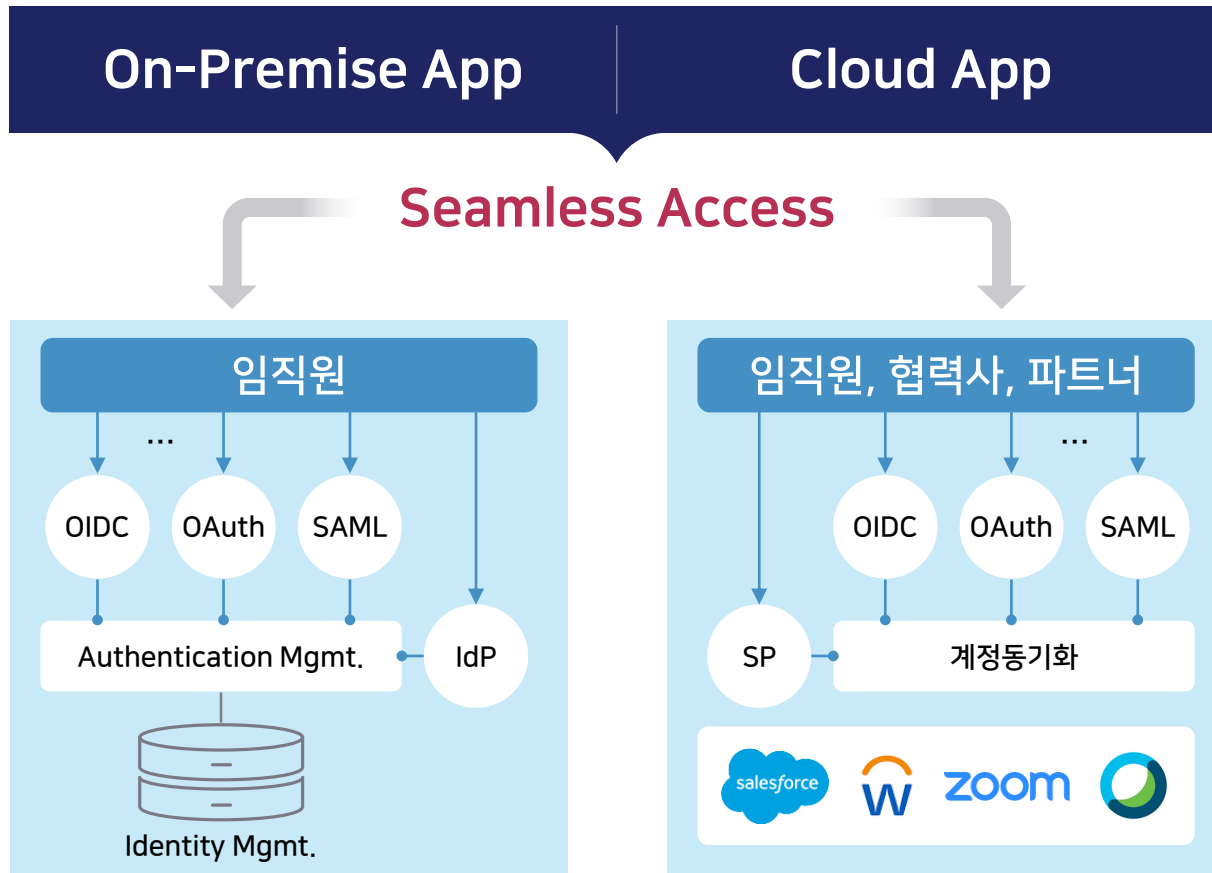 On-Premise App
Cloud App
Seamless Access
임직원
...
OIDC
OAuth
SAML
Authentication Mgmt.
IdP
Identity Mgmt.
임직원, 협력사, 파트너
...
OIDC
OAuth
SAML
SP
계정동기화
salesforce
w
zoom